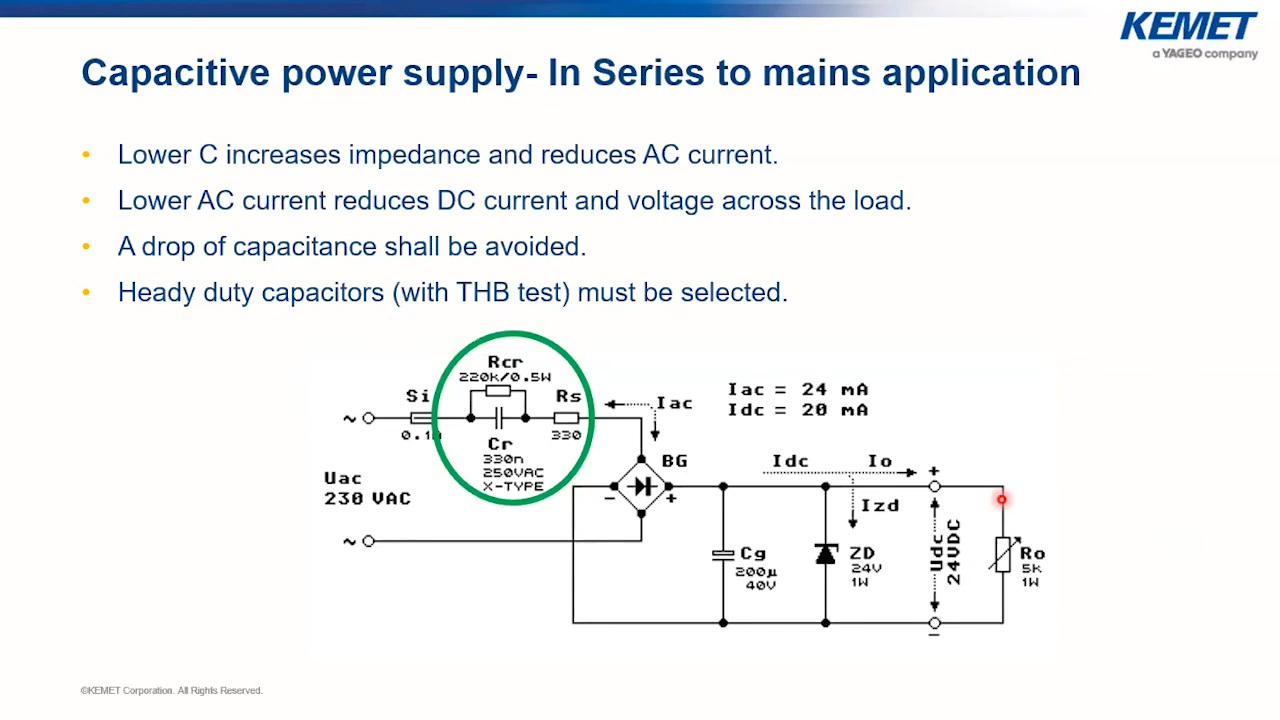 KEMET
a YAGEO company
Capacitive power supply- In Series to mains application
• Lower C increases impedance and reduces AC current.
• Lower AC current reduces DC current and voltage across the load.
• A drop of capacitance shall be avoided.
• Heady duty capacitors (with THB test) must be selected.
Rcr
220k/0.5W
Si
Rs
Iac
Iac = 24 mA
Idc = 20 mA
~
330
Cr
330n
250VAC
X-TYPE
Uac
230 VAC
BG
Idc
Io
+
-
+
Izd
~
Cg
200µ
40V
ZD
24V
1W
Udc
24VDC
Ro
5k
1W
-
©KEMET Corporation. All Rights Reserved.